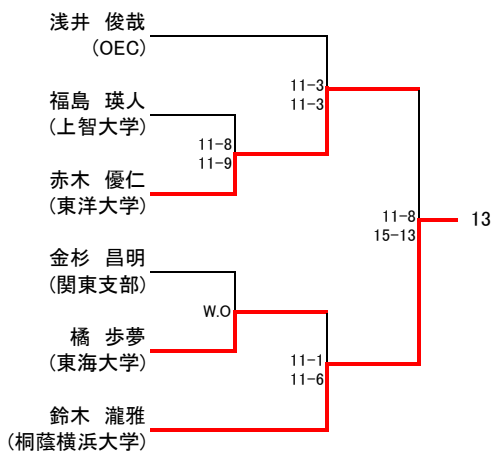 浅井 俊哉
(OEC)
11-3
11-3
福島 瑛人
(上智大学)
11-8
11-9
赤木 優仁
(東洋大学)
11-8
15-13
13
金杉 昌明
(関東支部)
W.O
橘 歩夢
(東海大学)
11-1
11-6
鈴木 瀧雅
(桐蔭横浜大学)